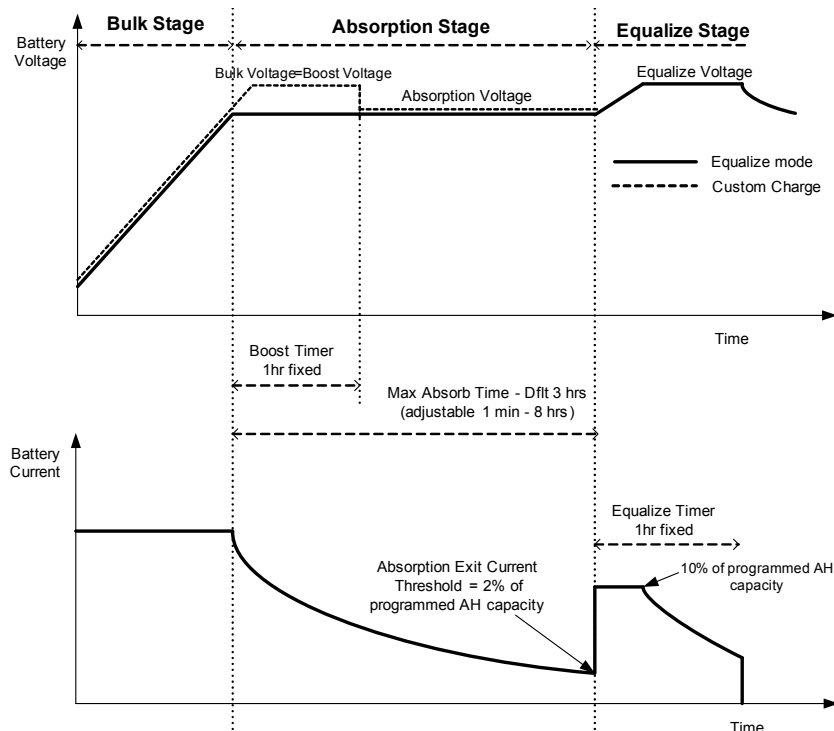 Bulk Stage
Absorption Stage
Equalize Stage
Battery
Voltage
Bulk Voltage=Boost Voltage
Absorption Voltage
Equalize Voltage
Equalize mode
Custom Charge
Time
Boost Timer
1hr fixed
Max Absorb Time - Dflt 3 hrs
(adjustable 1 min - 8 hrs)
Battery
Current
Equalize Timer
1hr fixed
Absorption Exit Current
Threshold = 2% of
programmed AH capacity
10% of programmed AH
capacity
Time